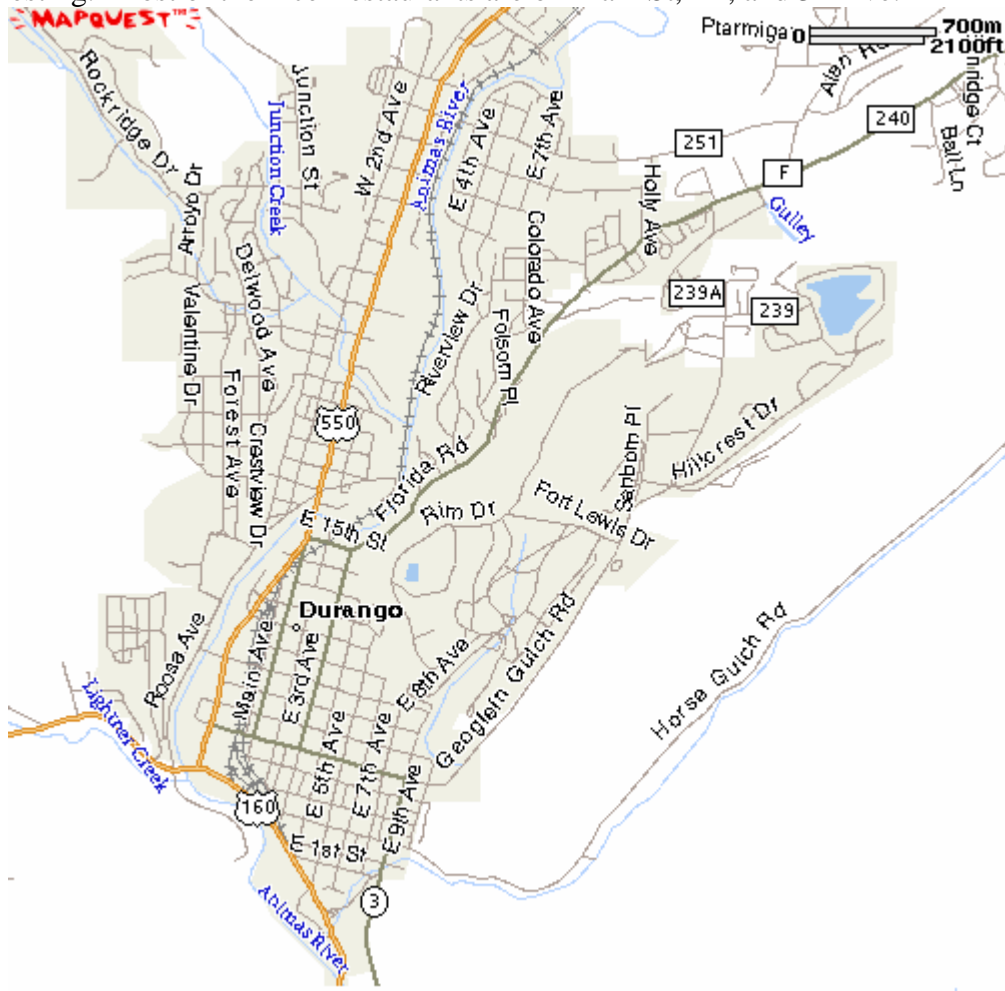 MAPQUEST™
Ptarmigan
0
700m
2100ft
Rockridge Dr
Junction St
Junction Creek
W 2nd Ave
Animas River
E 4th Ave
E 7th Ave
251
240
Ball Ln
F
Gulley
Holly Ave
Arroyo Dr
Delwood Ave
Valentine Dr
Colorado Ave
239A
239
Riverview Dr
Folsom Pl
Forest Ave
Crestview Dr
550
Florida Rd
Sanborn Pl
Hillcrest Dr
E 15th St
Rim Dr
Fort Lewis Dr
Durango
Roosa Ave
Main Ave
E 3rd Ave
E 8th Ave
Geoglein Gulch Rd
Horse Gulch Rd
Lightner Creek
E 5th Ave
E 7th Ave
E 9th Ave
160
E 1st St
3
Animas River